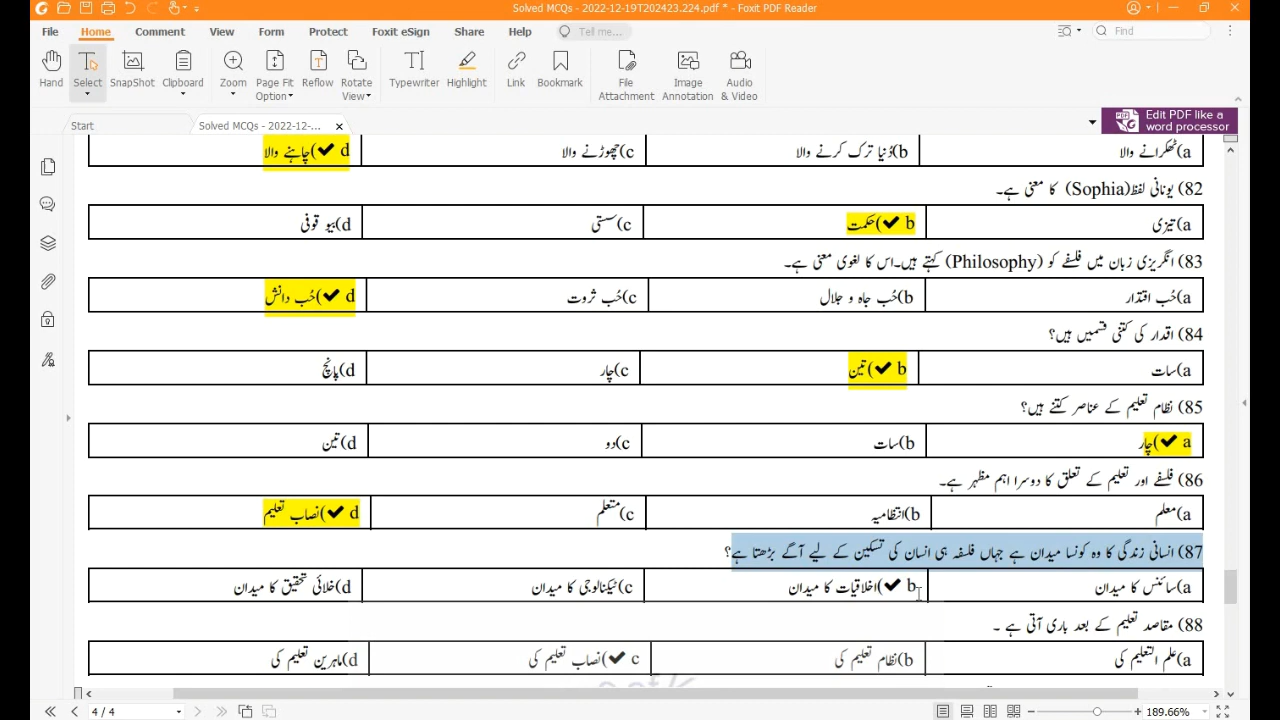 Solved MCQs - 2022-12-19T202423.224.pdf * - Foxit PDF Reader
File Home Comment View Form Protect Foxit eSign Share Help Tell me... Find
Hand Select SnapShot Clipboard Zoom Page Fit Option Reflow Rotate View Typewriter Highlight Link Bookmark File Attachment Image Annotation Audio & Video
Start Solved MCQs - 2022-12-... Edit PDF like a word processor
a)ٹھکرانے والا b)دُنیا ترک کرنے والا c)چھوڑنے والا d ✔)چاہنے والا
82) یونانی لفظ(Sophia) کا معنی ہے۔
a)تیزی b ✔)حکمت c)سستی d)بیو قوفی
83) انگریزی زبان میں فلسفے کو (Philosophy) کہتے ہیں۔اس کا لغوی معنی ہے۔
a)حُب اقتدار b)حُب جاہ و جلال c)حُب ثروت d ✔)حُب دانش
84) اقدار کی کتنی قسمیں ہیں؟
a)سات b ✔)تین c)چار d)پانچ
85) نظام تعلیم کے عناصر کتنے ہیں؟
a ✔)چار b)سات c)دو d)تین
86) فلسفے اور تعلیم کے تعلق کا دوسرا اہم مظہر ہے۔
a)معلم b)انتظامیہ c)متعلم d ✔)نصاب تعلیم
87) انسانی زندگی کا وہ کونسا میدان ہے جہاں فلسفہ ہی انسان کی تسکین کے لیے آگے بڑھتا ہے؟
a)سائنس کا میدان b ✔)اخلاقیات کا میدان c)ٹیکنالوجی کا میدان d)خلائی تحقیق کا میدان
88) مقاصد تعلیم کے بعد باری آتی ہے ۔
a)علم التعلیم کی b)نظام تعلیم کی c ✔)نصاب تعلیم کی d)ماہرین تعلیم کی
4 / 4 189.66%